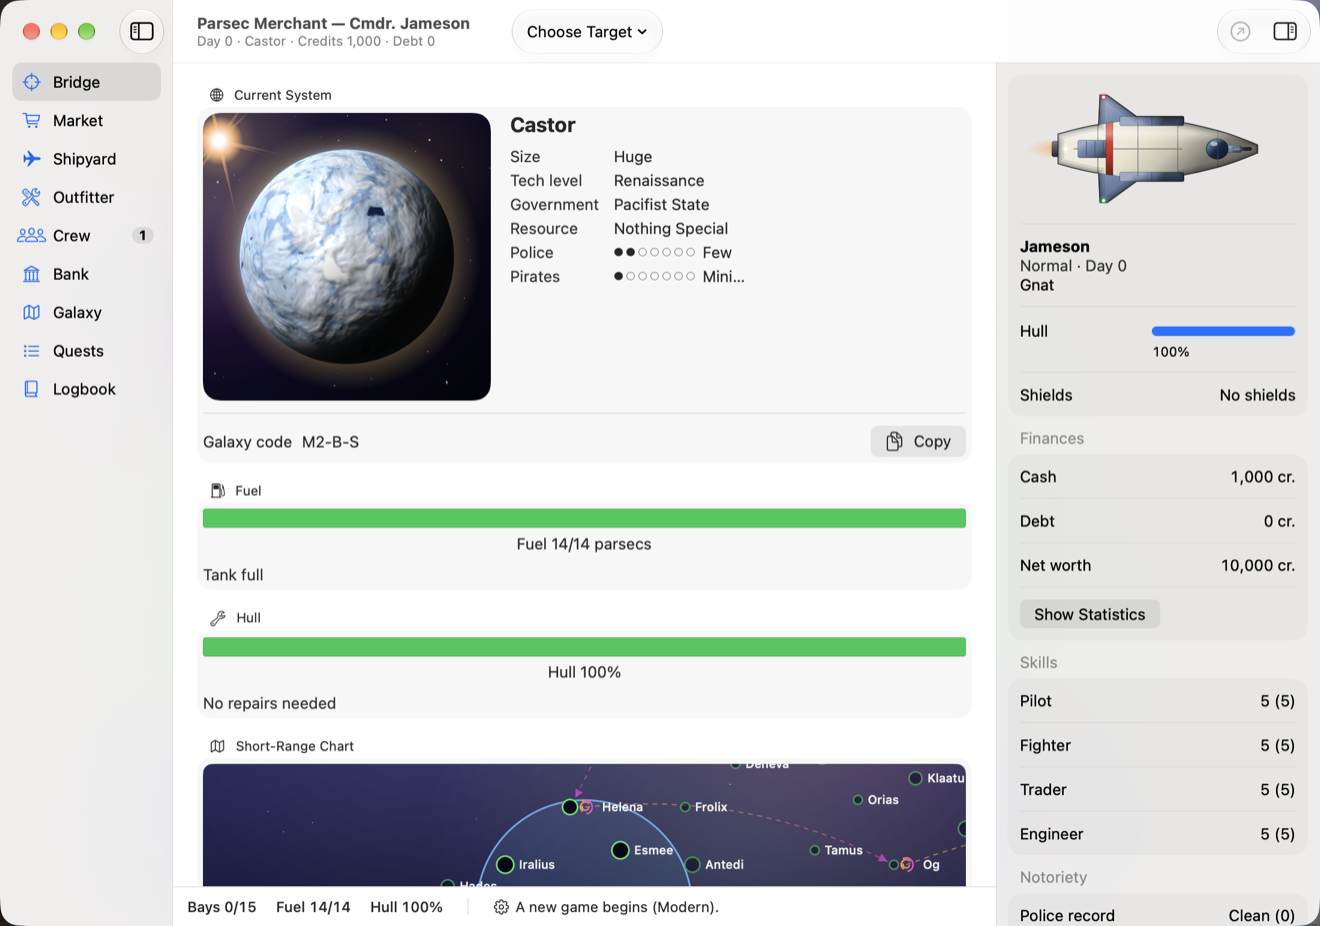 Parsec Merchant — Cmdr. Jameson
Day 0 · Castor · Credits 1,000 · Debt 0
Choose Target
Bridge
Market
Shipyard
Outfitter
Crew 1
Bank
Galaxy
Quests
Logbook
Current System
Castor
Size Huge
Tech level Renaissance
Government Pacifist State
Resource Nothing Special
Police Few
Pirates Mini...
Galaxy code M2-B-S
Copy
Fuel
Fuel 14/14 parsecs
Tank full
Hull
Hull 100%
No repairs needed
Short-Range Chart
Deneva
Klaatu
Orias
Helena
Frolix
Esmee
Tamus
Iralius
Antedi
Og
Hades
Bays 0/15 Fuel 14/14 Hull 100%
A new game begins (Modern).
Jameson
Normal · Day 0
Gnat
Hull
100%
Shields No shields
Finances
Cash 1,000 cr.
Debt 0 cr.
Net worth 10,000 cr.
Show Statistics
Skills
Pilot 5 (5)
Fighter 5 (5)
Trader 5 (5)
Engineer 5 (5)
Notoriety
Police record Clean (0)